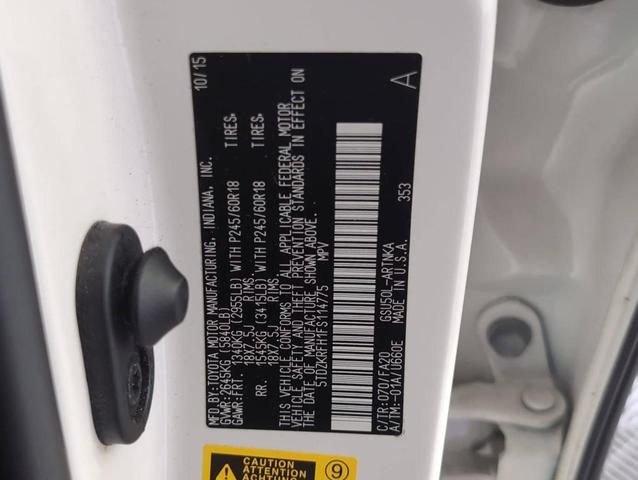 MFD.BY:TOYOTA MOTOR MANUFACTURING, INDIANA, INC. 10/15
GVWR:2645KG (5840LB)
GAWR:FRT. 1340KG (2955LB) WITH P245/60R18 TIRES,
18X7.5J RIMS,
RR. 1545KG (3415LB) WITH P245/60R18 TIRES,
18X7.5J RIMS.
THIS VEHICLE CONFORMS TO ALL APPLICABLE FEDERAL MOTOR
VEHICLE SAFETY AND THEFT PREVENTION STANDARDS IN EFFECT ON
THE DATE OF MANUFACTURE SHOWN ABOVE.
5TDZKRFH1FS114775 MPV
C/TR:070/FA20 GSU50L-ARTNKA
A/TM:-01A/U660E MADE IN U.S.A.
353
A
CAUTION
ATTENTION
ACHTUNG
9